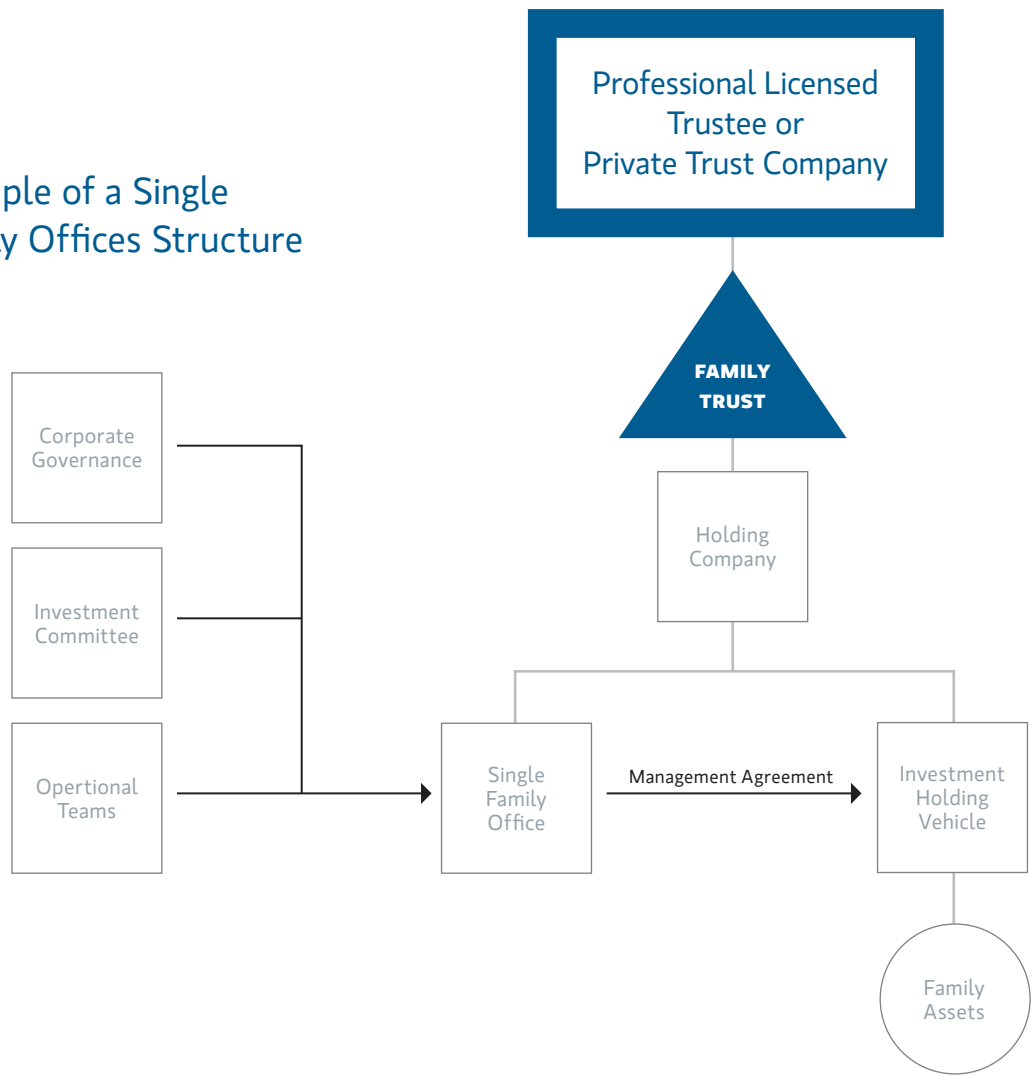 Professional Licensed
Trustee or
Private Trust Company
ple of a Single
y Offices Structure
FAMILY
TRUST
Corporate
Governance
Holding
Company
Investment
Committee
Opertional
Teams
Single
Family
Office
Management Agreement
Investment
Holding
Vehicle
Family
Assets